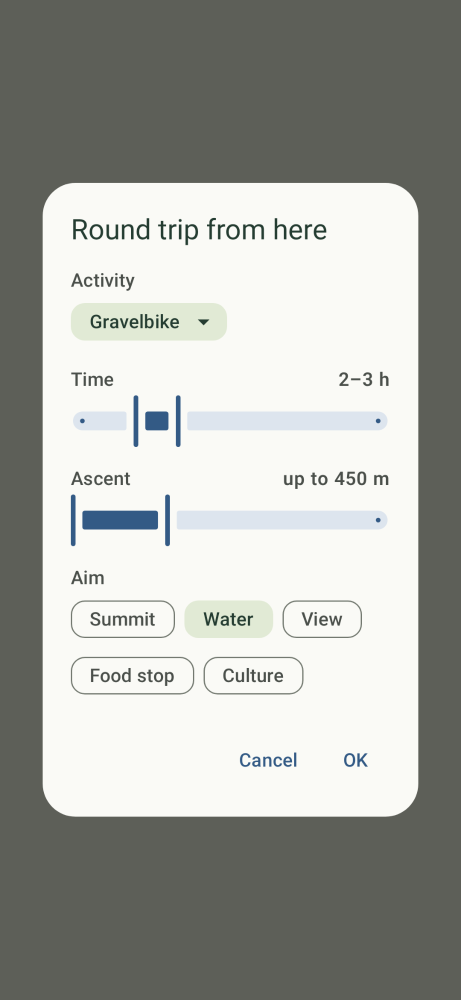 Round trip from here
Activity
Gravelbike
Time 2–3 h
Ascent up to 450 m
Aim
Summit Water View
Food stop Culture
Cancel OK